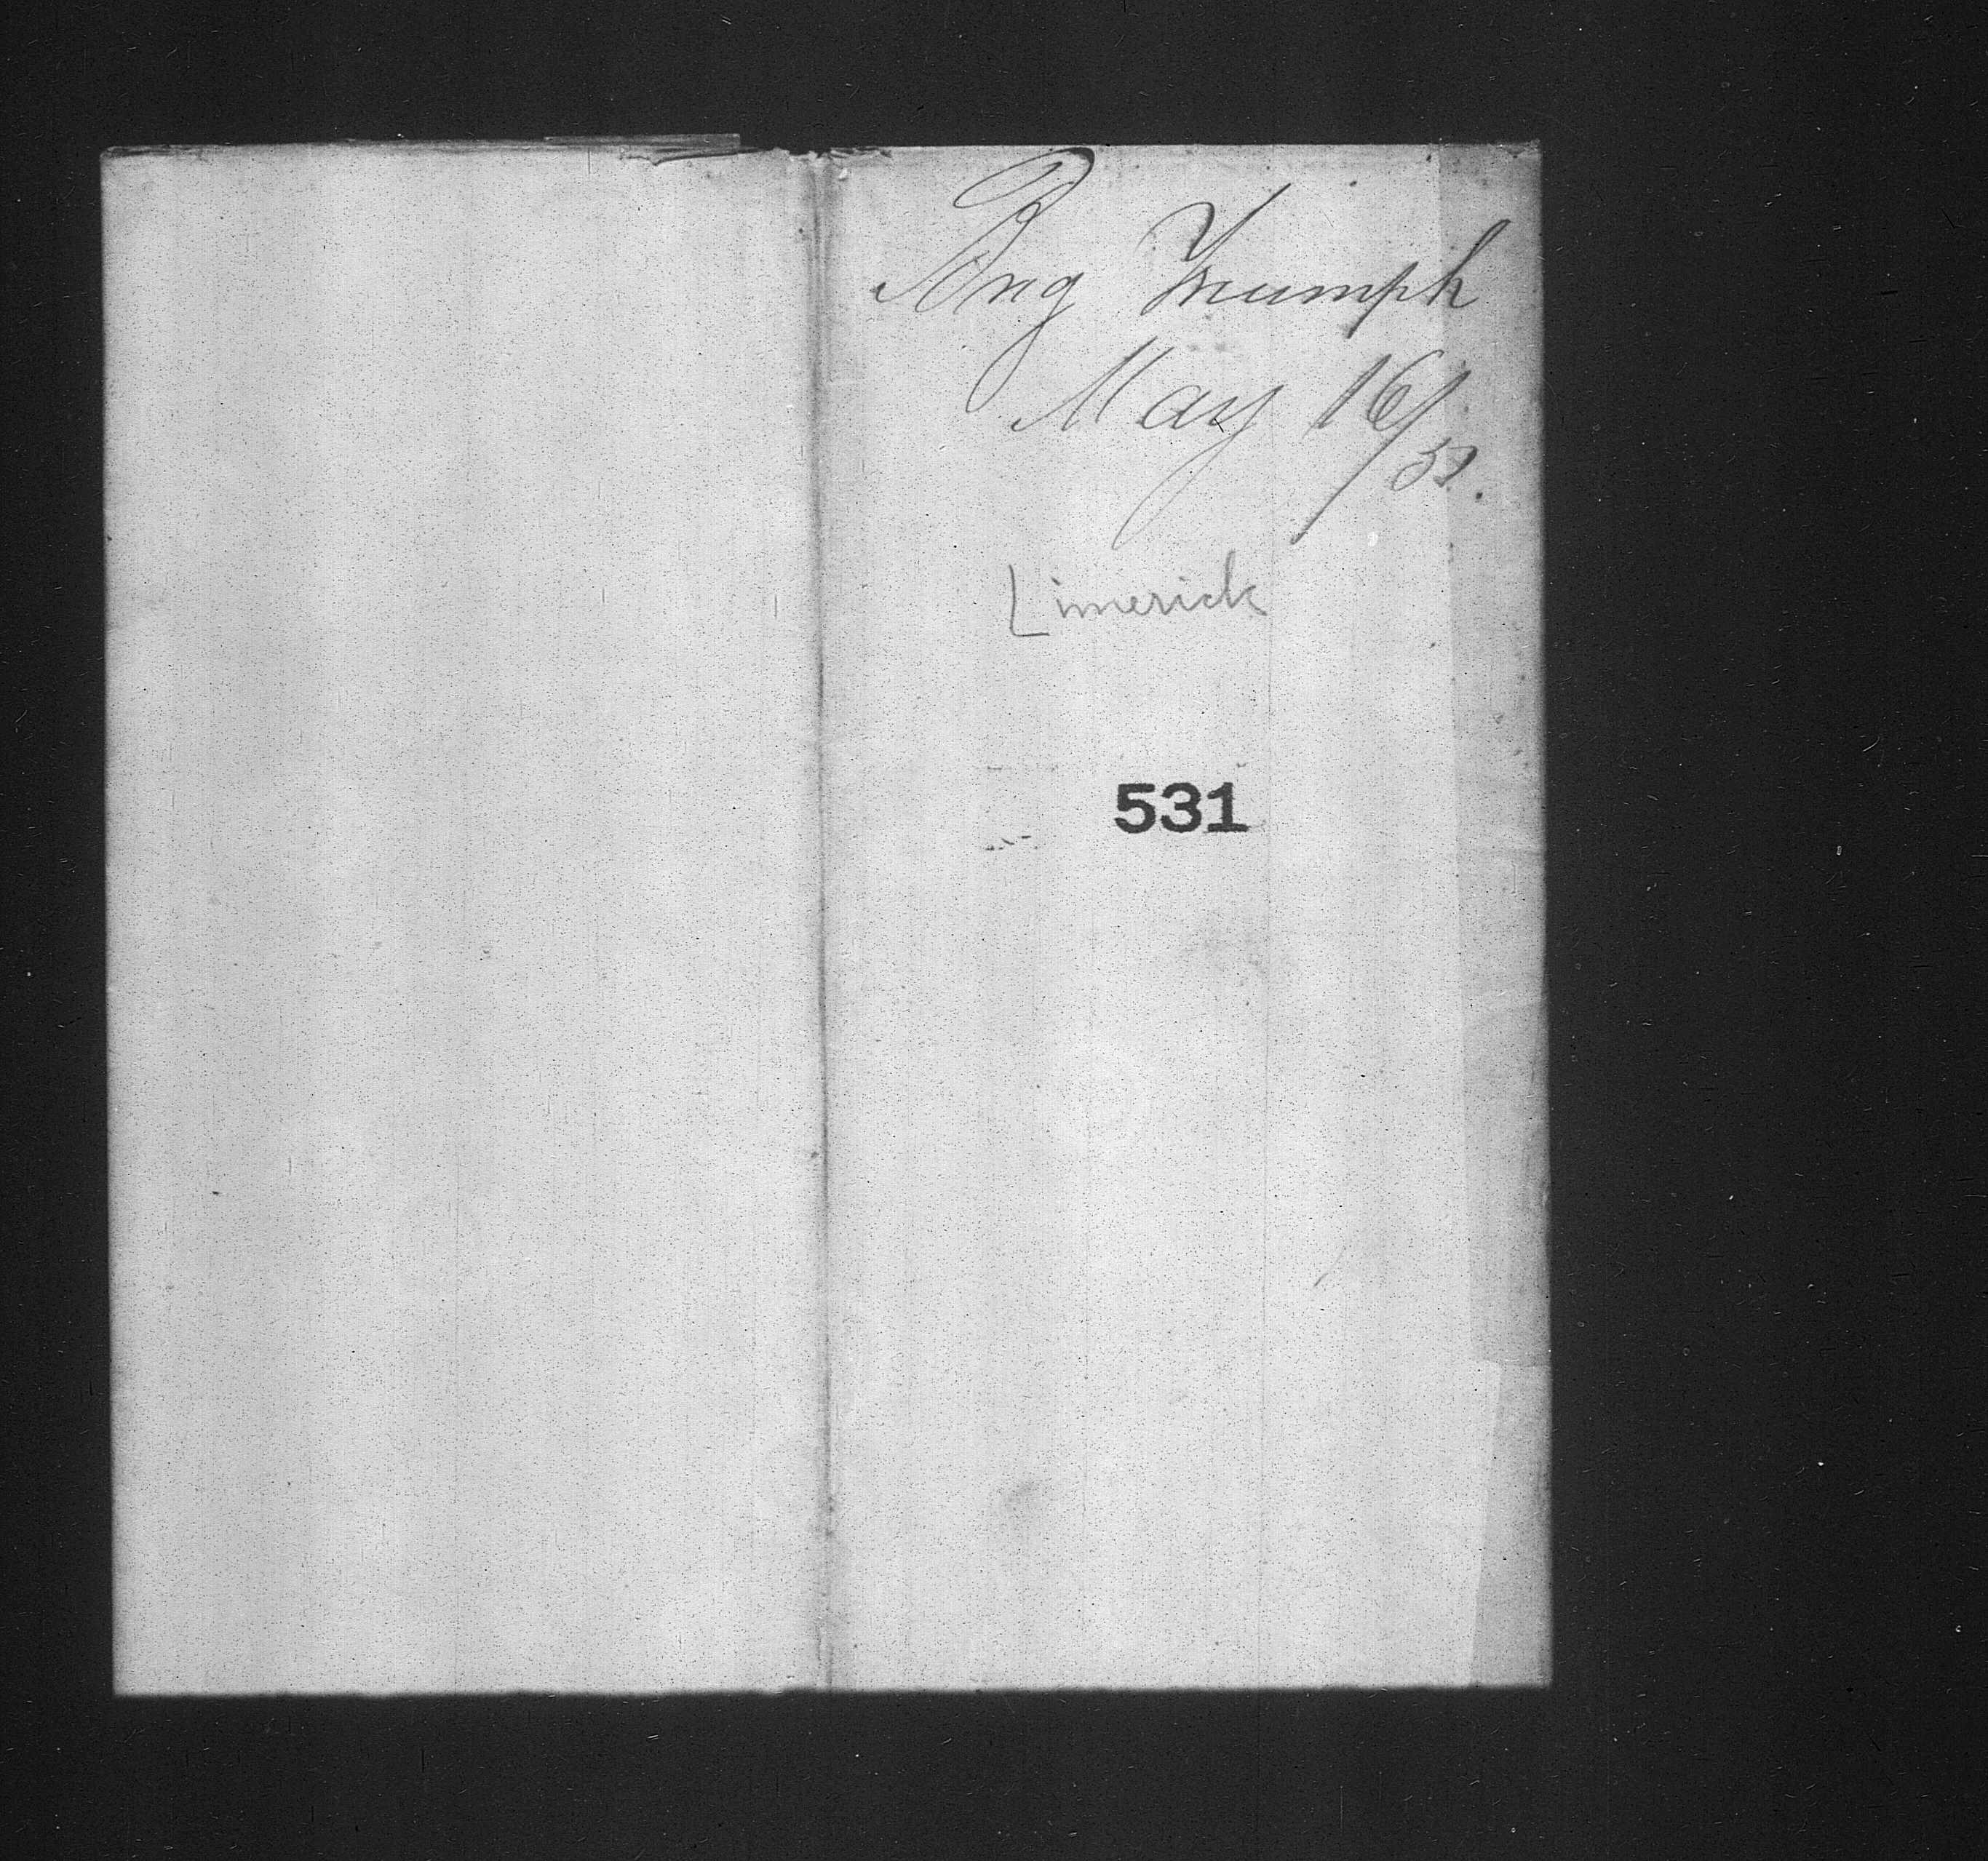 Brig Triumph
May 16/52.
Limerick
531